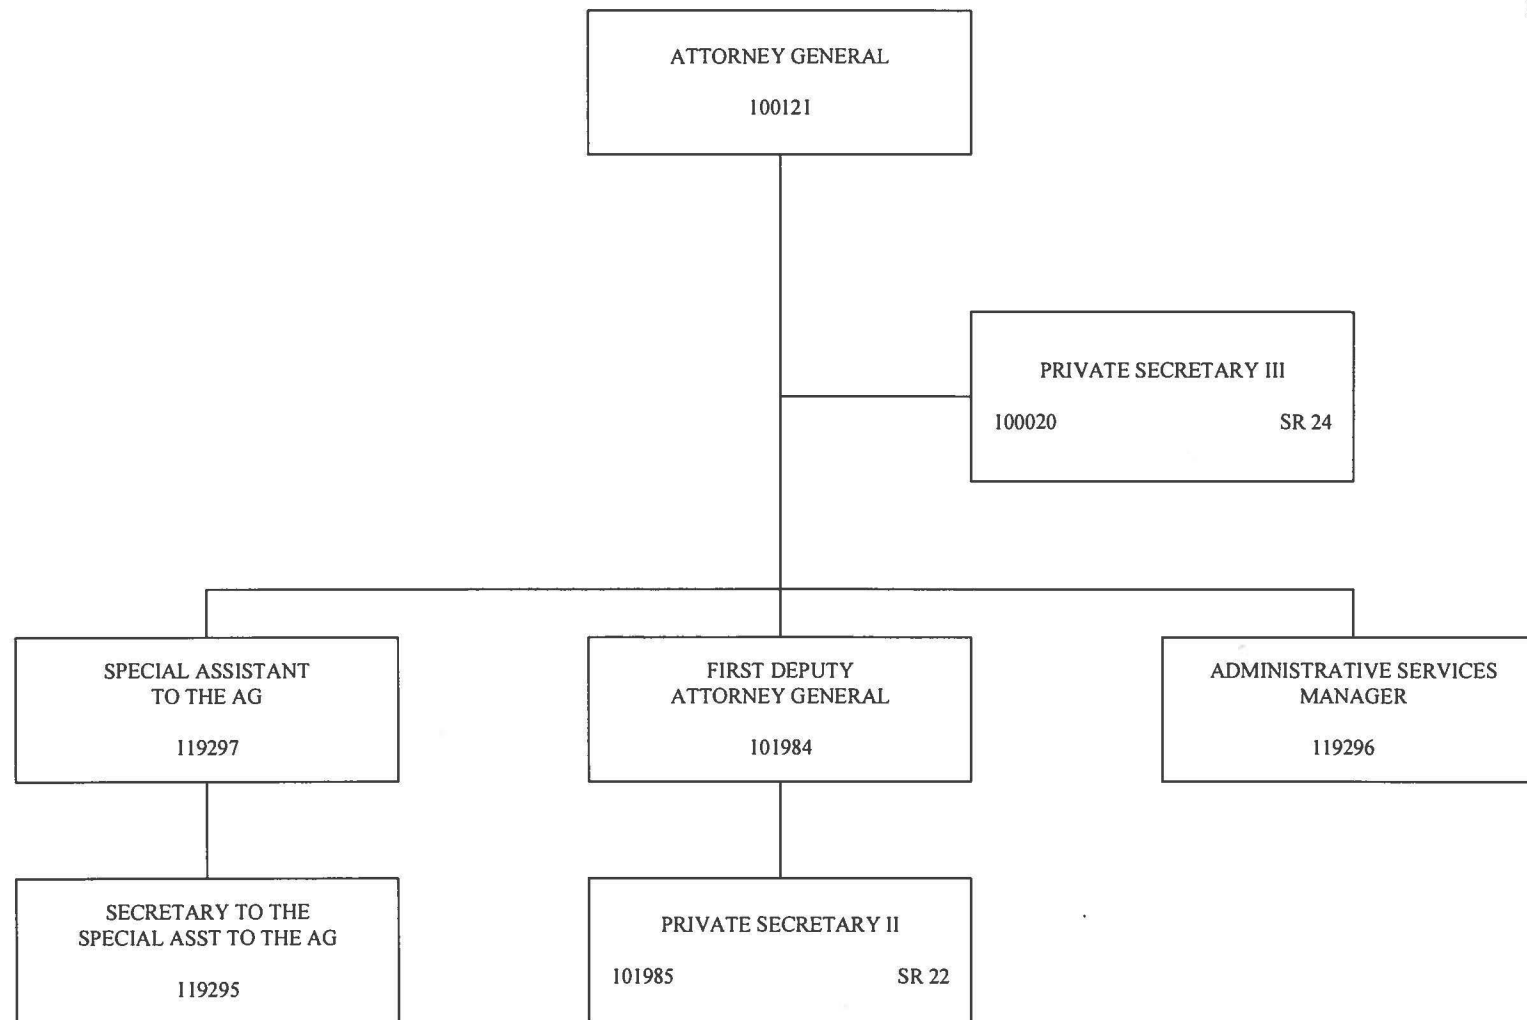 ATTORNEY GENERAL
100121
PRIVATE SECRETARY III
100020 SR 24
SPECIAL ASSISTANT
TO THE AG
119297
FIRST DEPUTY
ATTORNEY GENERAL
101984
ADMINISTRATIVE SERVICES
MANAGER
119296
SECRETARY TO THE
SPECIAL ASST TO THE AG
119295
PRIVATE SECRETARY II
101985 SR 22